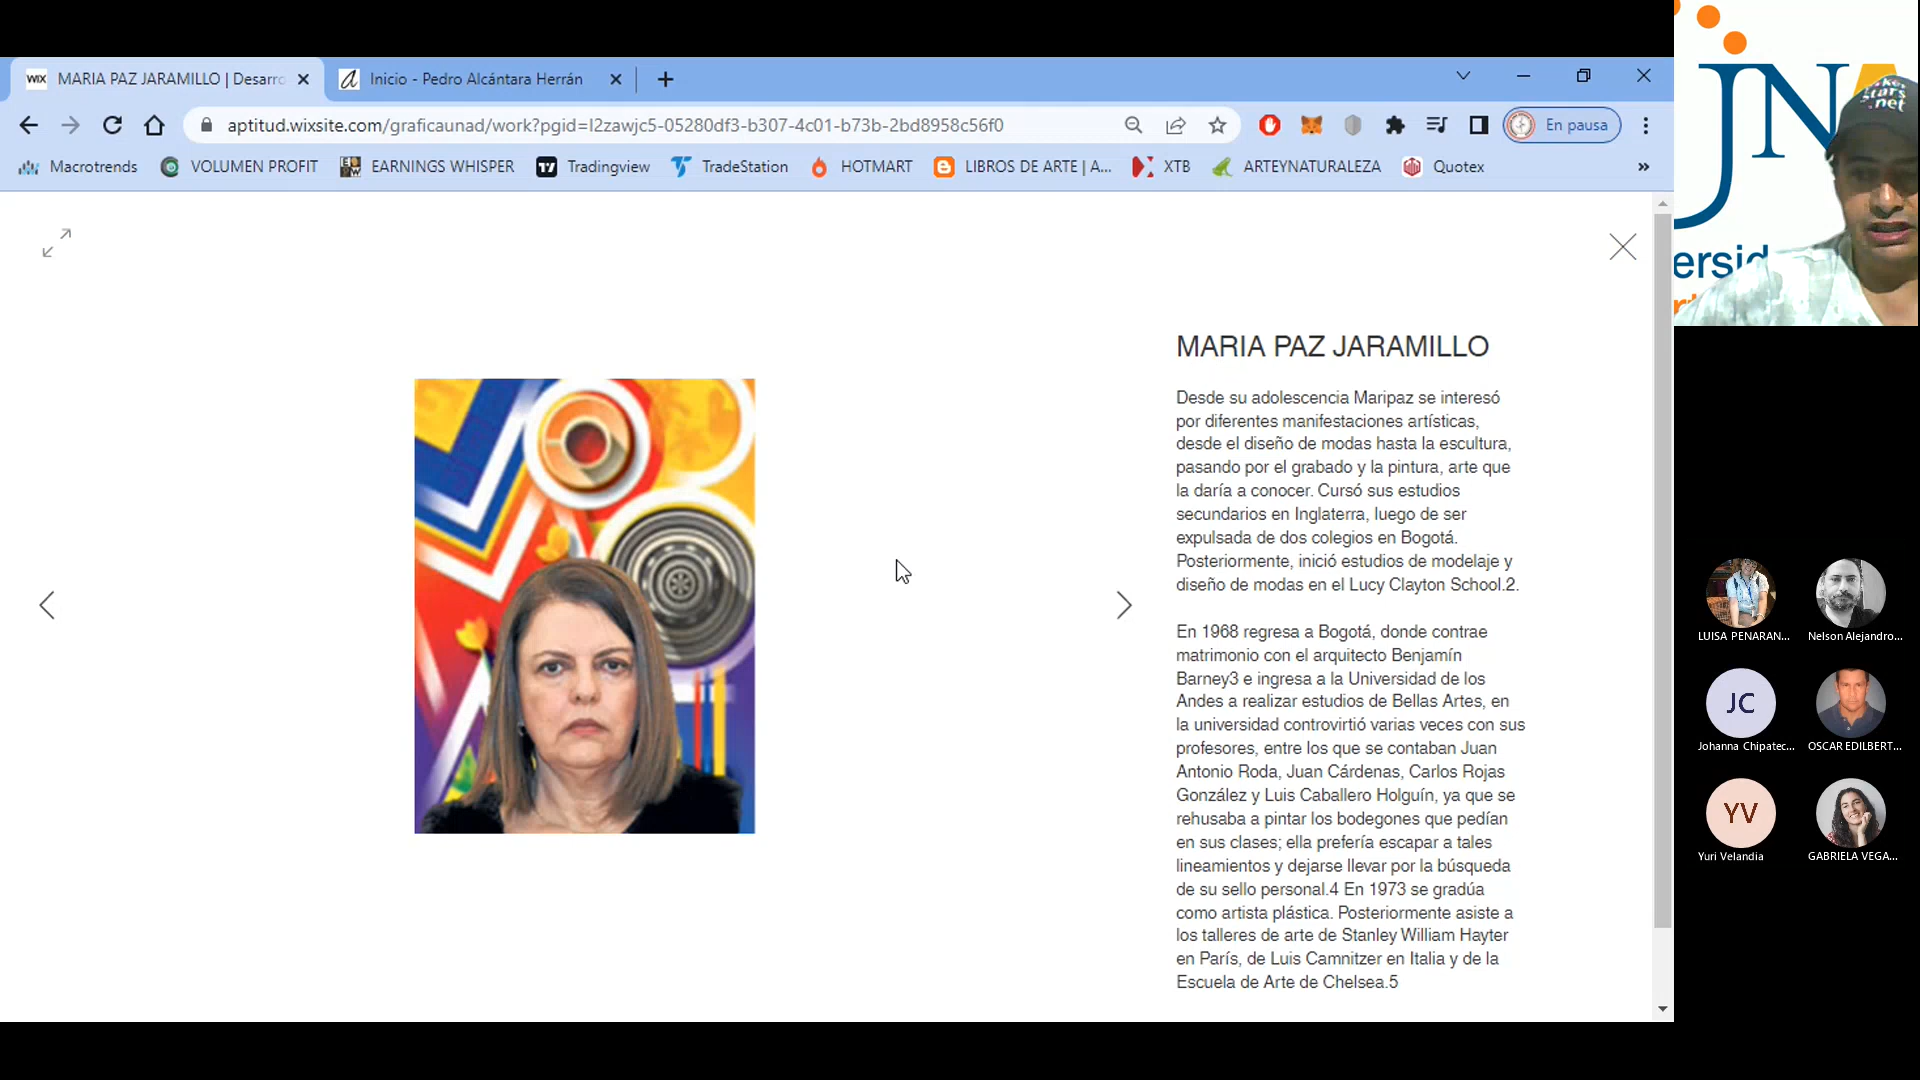 MARIA PAZ JARAMILLO | Desarro
Inicio - Pedro Alcántara Herrán
aptitud.wixsite.com/graficaunad/work?pgid=l2zawjc5-05280df3-b307-4c01-b73b-2bd8958c56f0
En pausa
Macrotrends
VOLUMEN PROFIT
EARNINGS WHISPER
Tradingview
TradeStation
HOTMART
LIBROS DE ARTE | A...
XTB
ARTEYNATURALEZA
Quotex
WIX
MARIA PAZ JARAMILLO
Desde su adolescencia Maripaz se interesó
por diferentes manifestaciones artísticas,
desde el diseño de modas hasta la escultura,
pasando por el grabado y la pintura, arte que
la daría a conocer. Cursó sus estudios
secundarios en Inglaterra, luego de ser
expulsada de dos colegios en Bogotá.
Posteriormente, inició estudios de modelaje y
diseño de modas en el Lucy Clayton School.2.
En 1968 regresa a Bogotá, donde contrae
matrimonio con el arquitecto Benjamín
Barney3 e ingresa a la Universidad de los
Andes a realizar estudios de Bellas Artes, en
la universidad controvirtió varias veces con sus
profesores, entre los que se contaban Juan
Antonio Roda, Juan Cárdenas, Carlos Rojas
González y Luis Caballero Holguín, ya que se
rehusaba a pintar los bodegones que pedían
en sus clases; ella prefería escapar a tales
lineamientos y dejarse llevar por la búsqueda
de su sello personal.4 En 1973 se gradúa
como artista plástica. Posteriormente asiste a
los talleres de arte de Stanley William Hayter
en París, de Luis Camnitzer en Italia y de la
Escuela de Arte de Chelsea.5
JN
ersid
LUISA PENARAN...
Nelson Alejandro...
JC
Johanna Chipatec...
OSCAR EDILBERT...
YV
Yuri Velandia
GABRIELA VEGA...